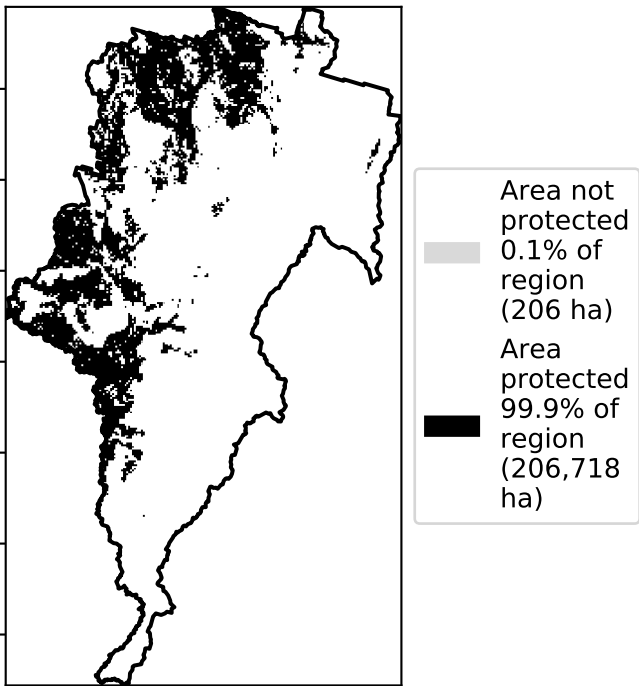 Area not
protected
0.1% of
region
(206 ha)
Area
protected
99.9% of
region
(206,718
ha)